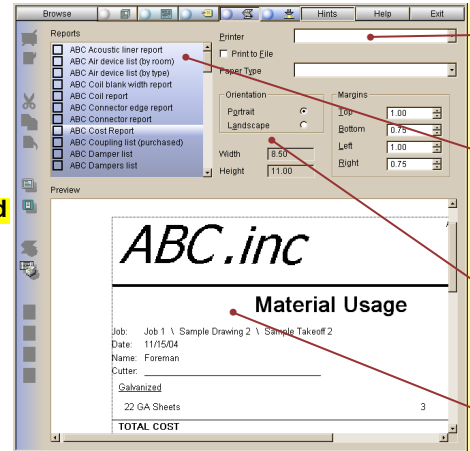 Browse Hints Help Exit
Reports
ABC Acoustic liner report
ABC Air device list (by room)
ABC Air device list (by type)
ABC Coil blank width report
ABC Coil report
ABC Connector edge report
ABC Connector report
ABC Cost Report
ABC Coupling list (purchased)
ABC Damper list
ABC Dampers list
Printer
Print to File
Paper Type
Orientation
Portrait
Landscape
Width 8.50
Height 11.00
Margins
Top 1.00
Bottom 0.75
Left 1.00
Right 0.75
d
Preview
ABC.inc
Material Usage
Job: Job 1 \ Sample Drawing 2 \ Sample Takeoff 2
Date: 11/15/04
Name: Foreman
Cutter:
Galvanized
22 GA Sheets 3
TOTAL COST